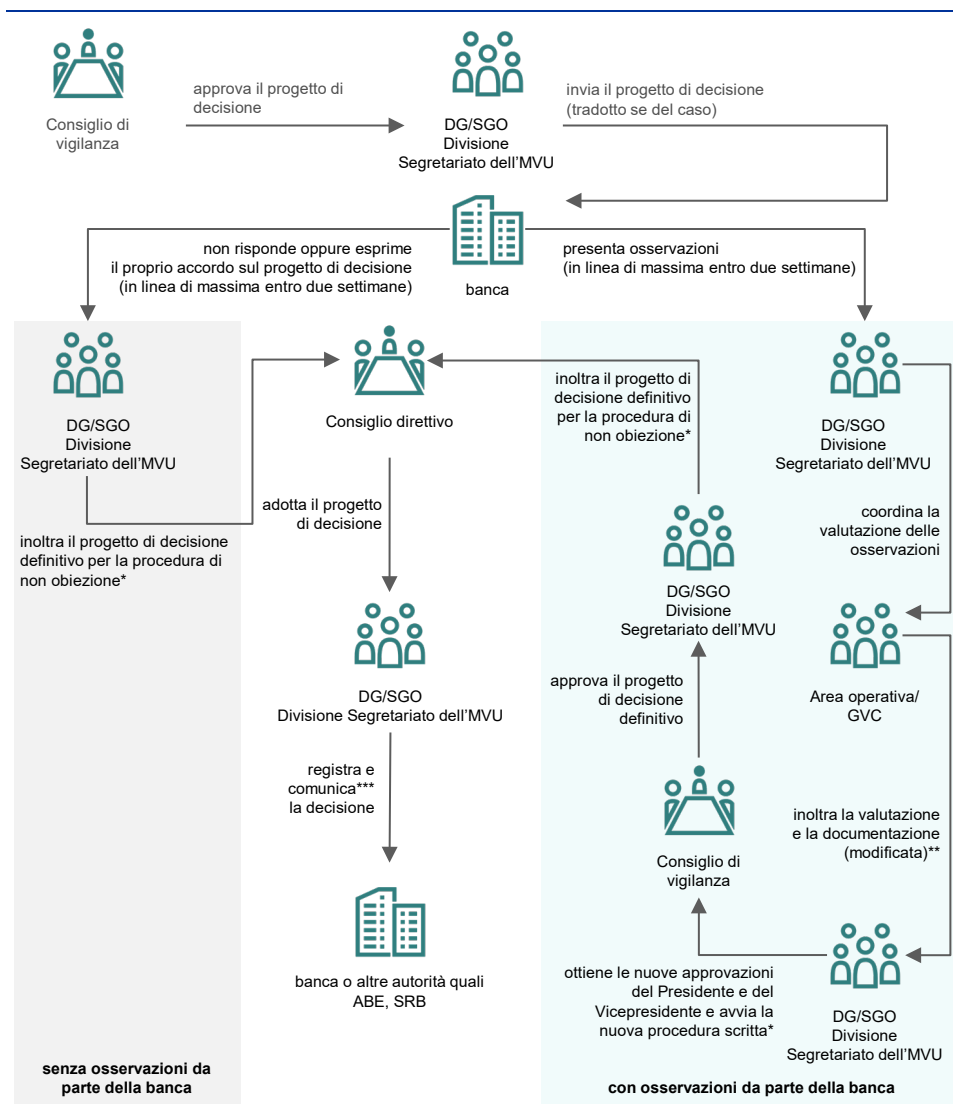 approva il progetto di
decisione
Consiglio di
vigilanza
invia il progetto di decisione
(tradotto se del caso)
DG/SGO
Divisione
Segretariato dell'MVU
non risponde oppure esprime
il proprio accordo sul progetto di decisione
(in linea di massima entro due settimane)
banca
presenta osservazioni
(in linea di massima entro due settimane)
DG/SGO
Divisione
Segretariato dell'MVU
inoltra il progetto di decisione
definitivo per la procedura di
non obiezione*
Consiglio direttivo
adotta il progetto
di decisione
DG/SGO
Divisione Segretariato dell'MVU
registra e
comunica***
la decisione
banca o altre autorità quali
ABE, SRB
senza osservazioni da
parte della banca
DG/SGO
Divisione
Segretariato dell'MVU
coordina la
valutazione delle
osservazioni
Area operativa/
GVC
inoltra la valutazione
e la documentazione
(modificata)**
DG/SGO
Divisione
Segretariato dell'MVU
ottiene le nuove approvazioni
del Presidente e del
Vicepresidente e avvia la
nuova procedura scritta*
Consiglio di
vigilanza
approva il progetto
di decisione
definitivo
DG/SGO
Divisione
Segretariato dell'MVU
inoltra il progetto di
decisione definitivo
per la procedura di
non obiezione*
con osservazioni da parte della banca